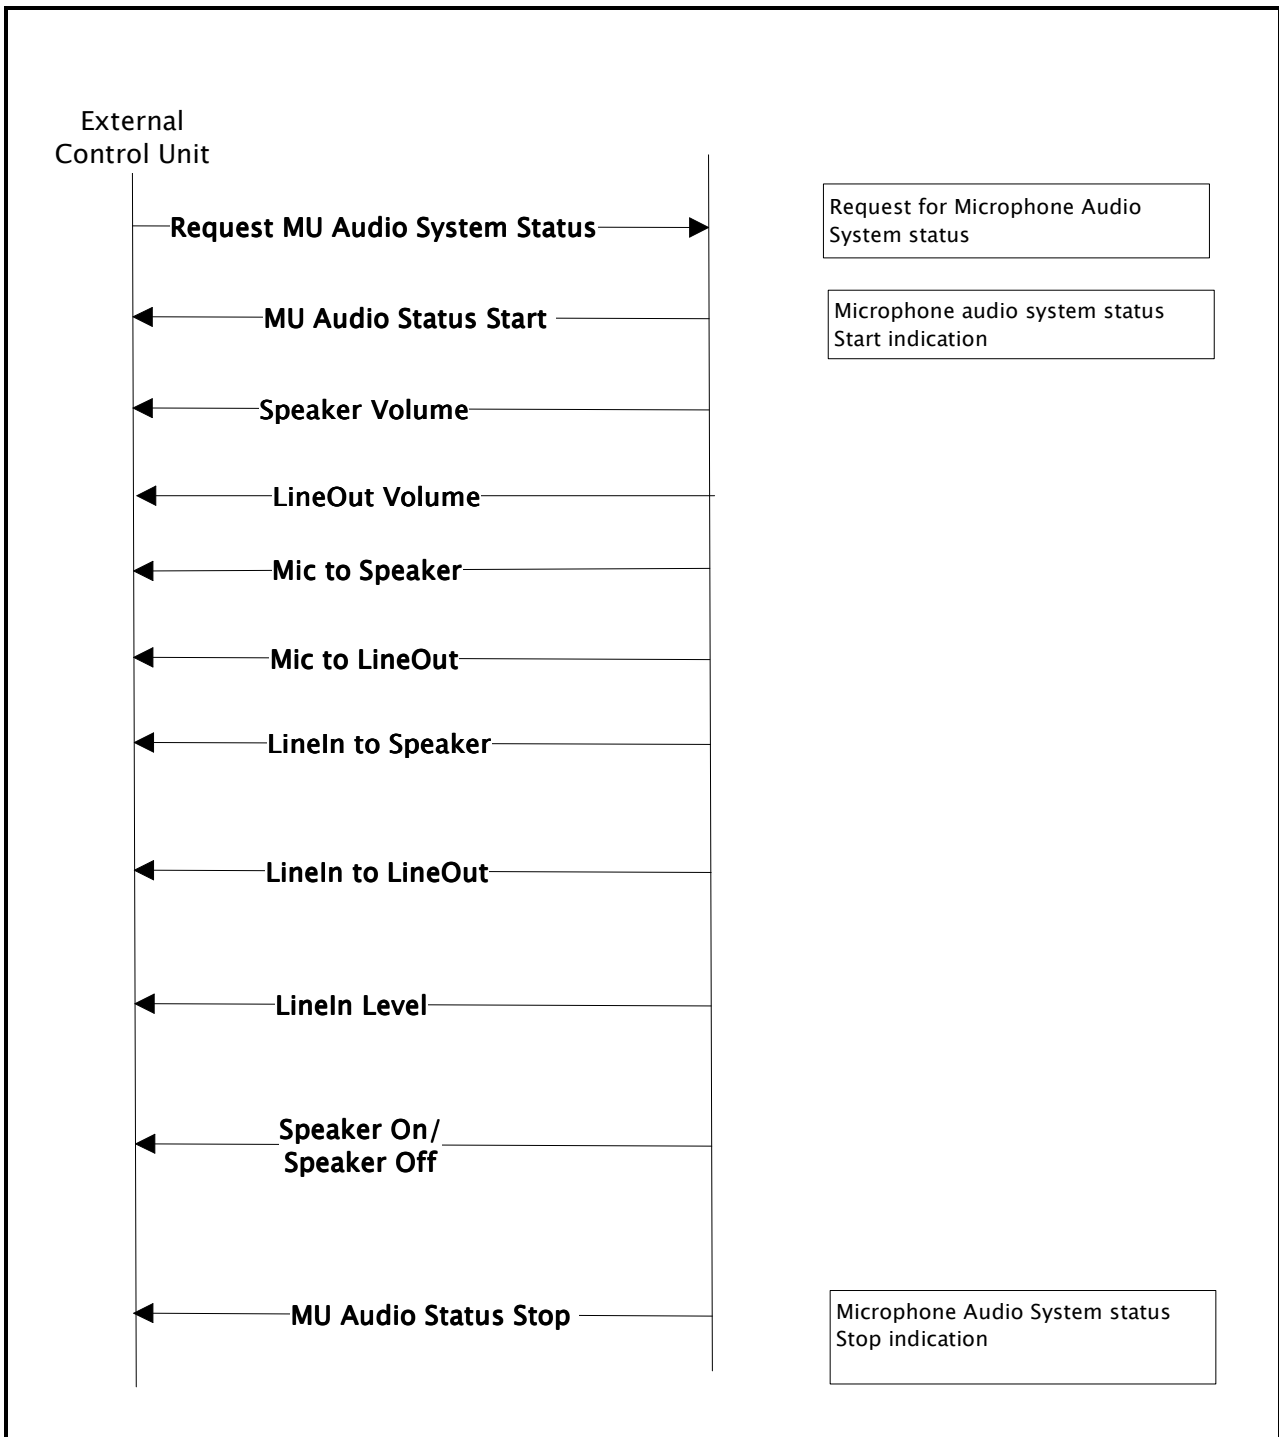 External
Control Unit
Request MU Audio System Status
Request for Microphone Audio
System status
MU Audio Status Start
Microphone audio system status
Start indication
Speaker Volume
LineOut Volume
Mic to Speaker
Mic to LineOut
LineIn to Speaker
LineIn to LineOut
LineIn Level
Speaker On/
Speaker Off
MU Audio Status Stop
Microphone Audio System status
Stop indication